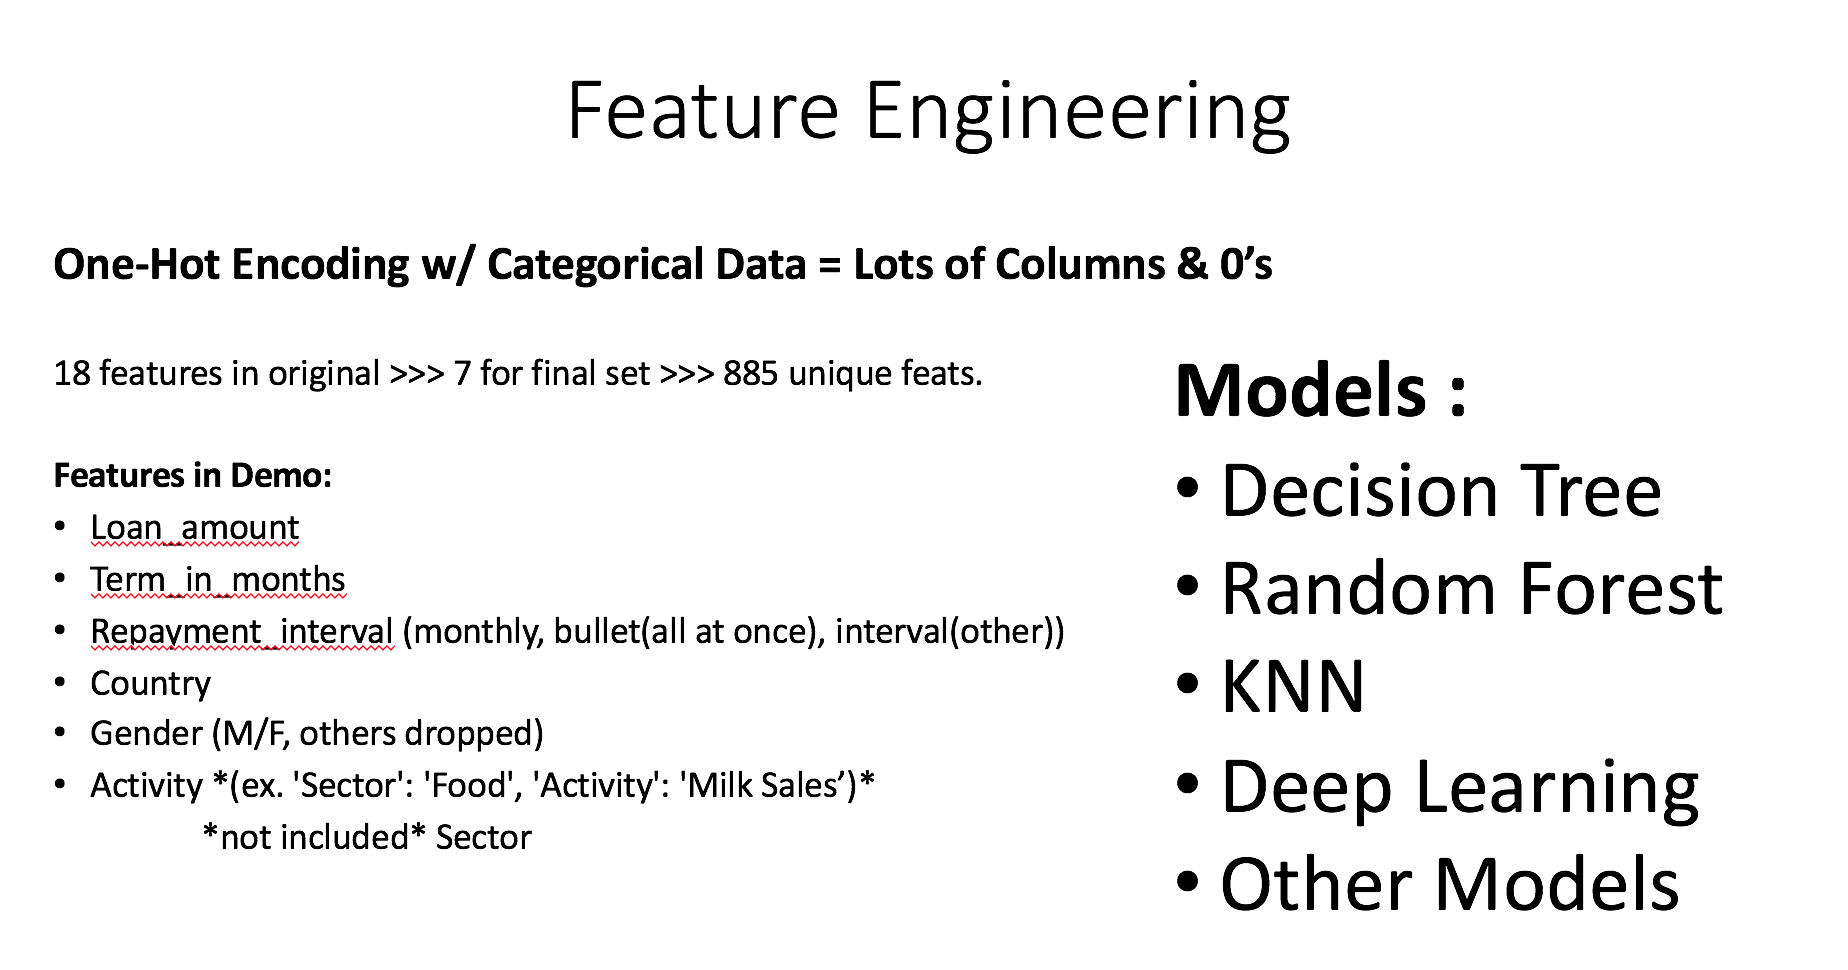 Feature Engineering
One-Hot Encoding w/ Categorical Data = Lots of Columns & 0’s
18 features in original >>> 7 for final set >>> 885 unique feats.
Features in Demo:
• Loan_amount
• Term_in_months
• Repayment_interval (monthly, bullet(all at once), interval(other))
• Country
• Gender (M/F, others dropped)
• Activity *(ex. 'Sector': 'Food', 'Activity': 'Milk Sales’)*
*not included* Sector
Models :
• Decision Tree
• Random Forest
• KNN
• Deep Learning
• Other Models